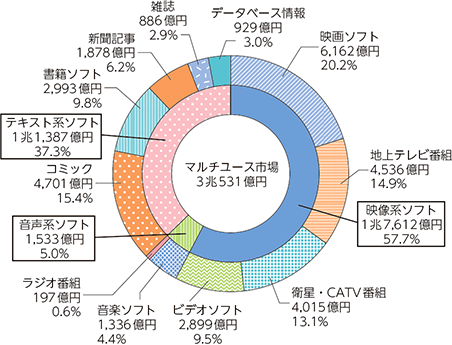 雑誌
886億円
2.9%
データベース情報
929億円
3.0%
新聞記事
1,878億円
6.2%
映画ソフト
6,162億円
20.2%
書籍ソフト
2,993億円
9.8%
テキスト系ソフト
1兆1,387億円
37.3%
マルチユース市場
3兆531億円
地上テレビ番組
4,536億円
14.9%
コミック
4,701億円
15.4%
映像系ソフト
1兆7,612億円
57.7%
音声系ソフト
1,533億円
5.0%
ラジオ番組
197億円
0.6%
音楽ソフト
1,336億円
4.4%
ビデオソフト
2,899億円
9.5%
衛星・CATV番組
4,015億円
13.1%